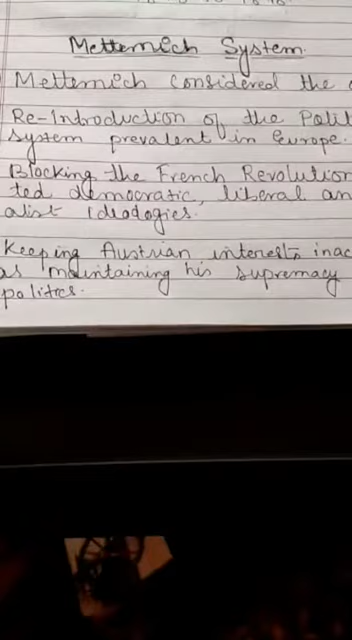 Metternich System.
Metternich considered the
Re-Introduction of the Polit
system prevalent in Europe.
Blocking the French Revolution
ted democratic, liberal an
alist Ideologies.
Keeping Austrian interests inac
as maintaining his supremacy
politics.